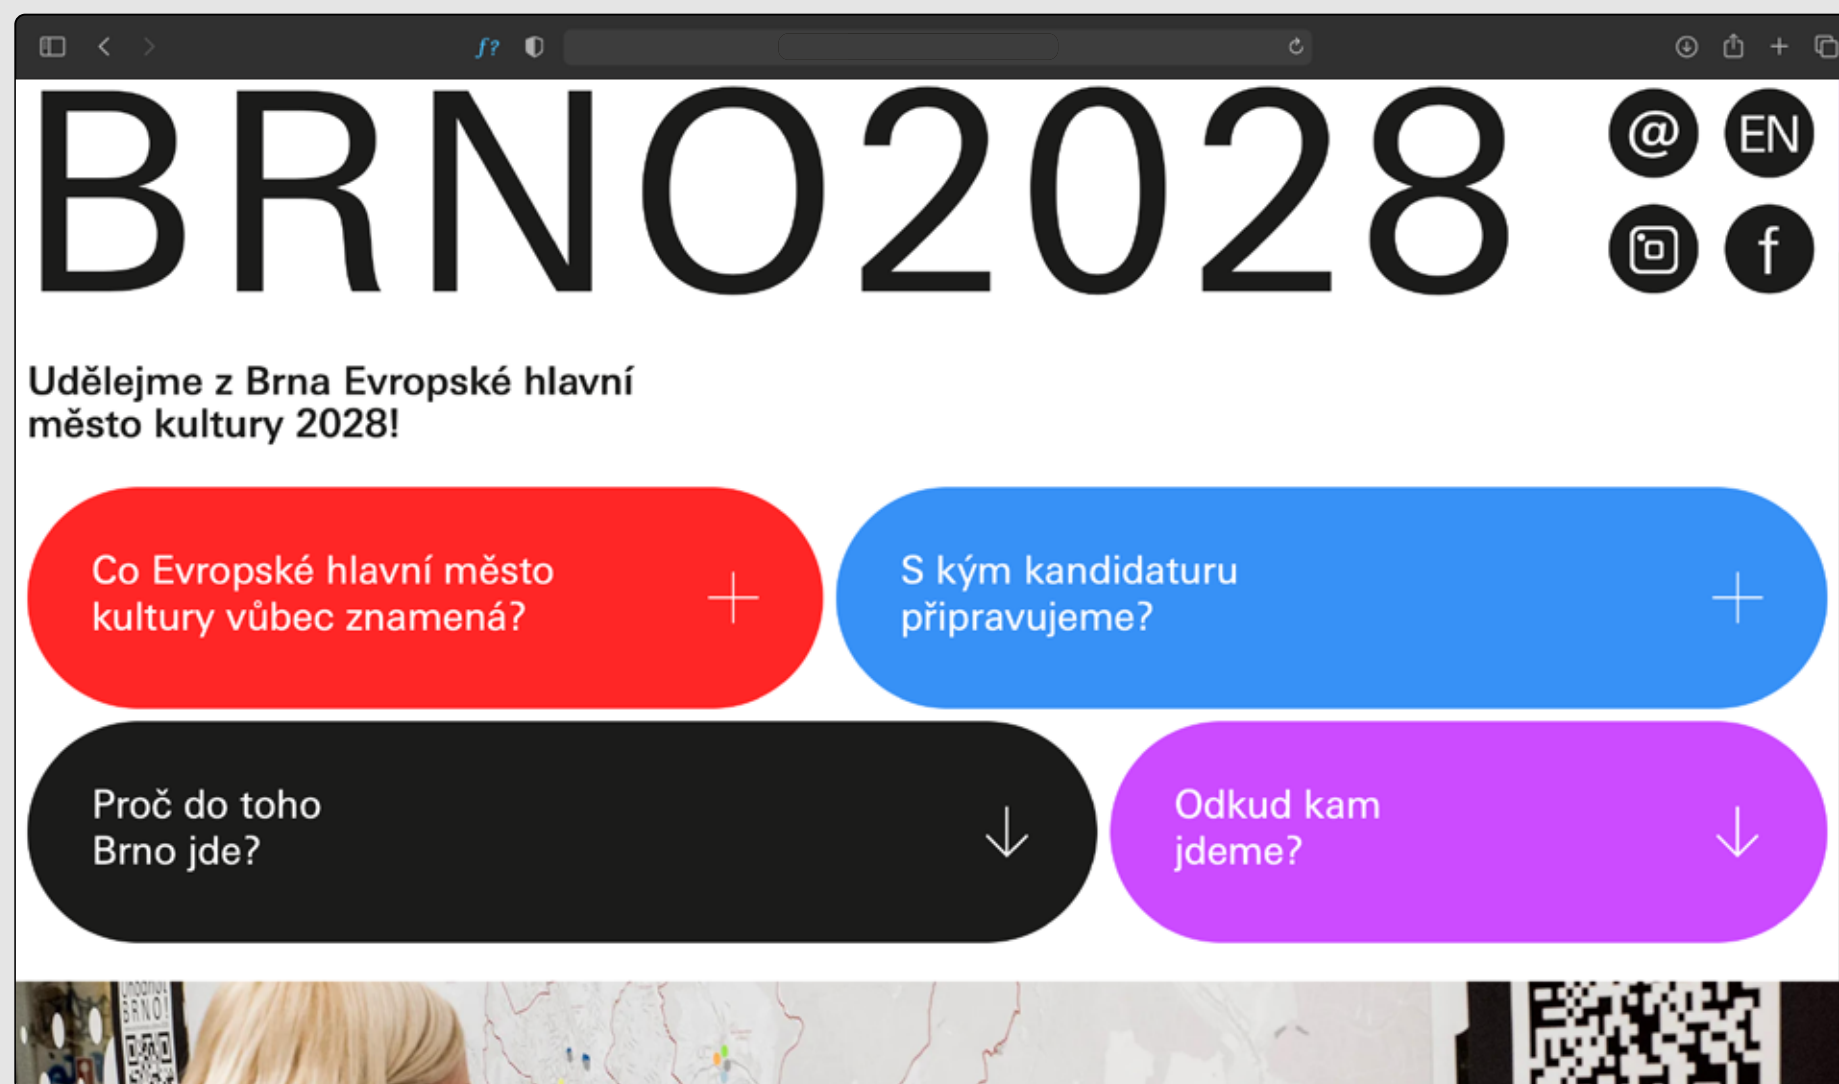 f?
BRNO2028
@
EN
f
Udělejme z Brna Evropské hlavní
město kultury 2028!
Co Evropské hlavní město
kultury vůbec znamená?
S kým kandidaturu
připravujeme?
Proč do toho
Brno jde?
Odkud kam
jdeme?
BRNO!